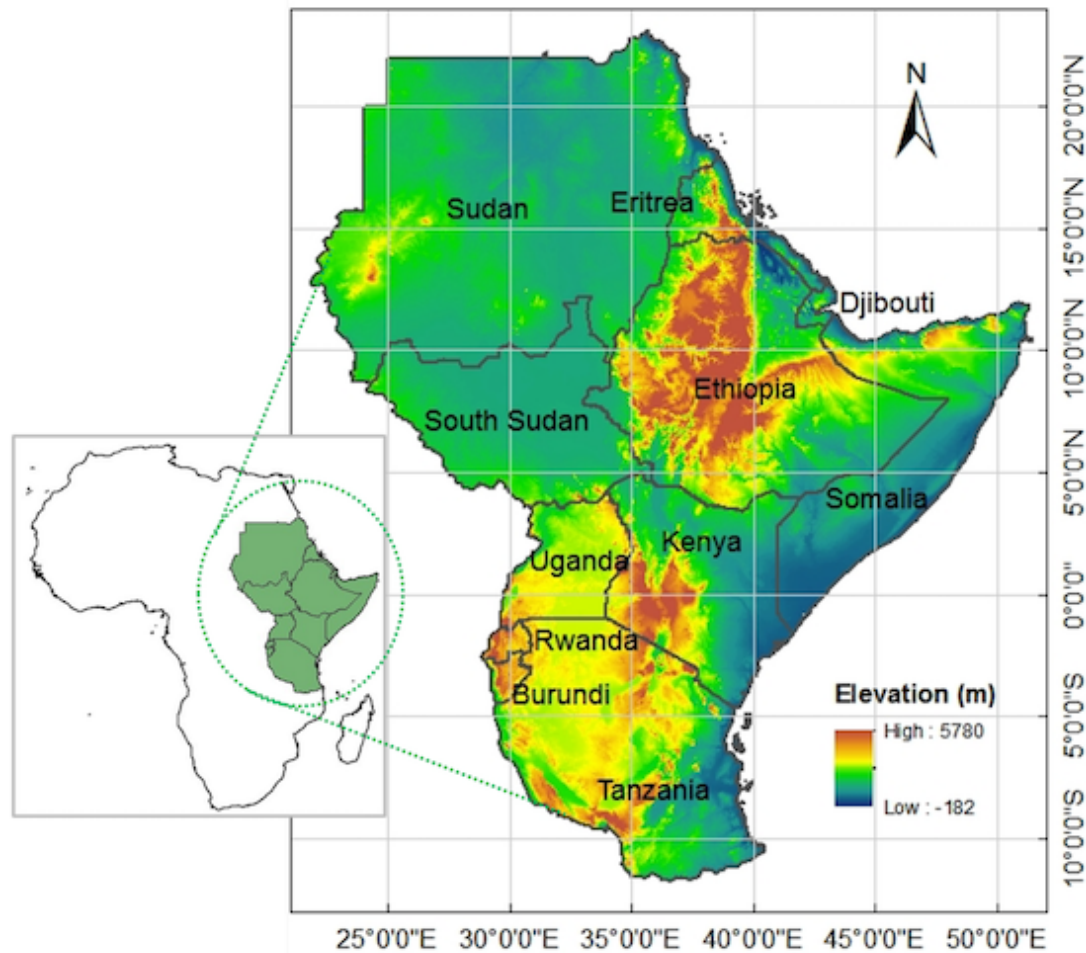 N
Sudan
Eritrea
Djibouti
Ethiopia
South Sudan
Somalia
Kenya
Uganda
Rwanda
Burundi
Tanzania
Elevation (m)
High : 5780
Low : -182
20°0'0"N
15°0'0"N
10°0'0"N
5°0'0"N
0°0'0"
5°0'0"S
10°0'0"S
25°0'0"E 30°0'0"E 35°0'0"E 40°0'0"E 45°0'0"E 50°0'0"E